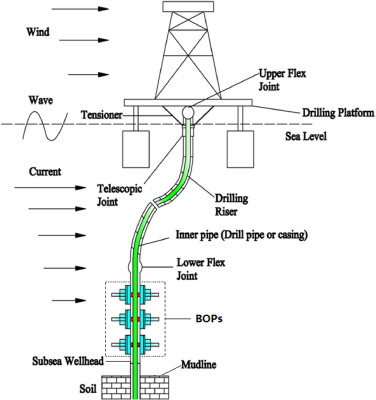 Wind
Upper Flex
Joint
Wave
Tensioner
Drilling Platform
Sea Level
Current
Telescopic
Joint
Drilling
Riser
Inner pipe (Drill pipe or casing)
Lower Flex
Joint
BOPs
Subsea Wellhead
Mudline
Soil